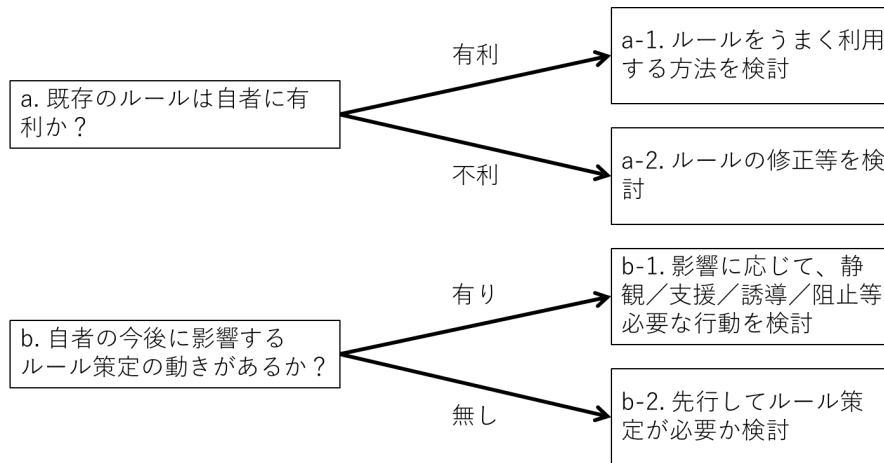 a. 既存のルールは自者に有
利か？
有利
不利
a-1. ルールをうまく利用
する方法を検討
a-2. ルールの修正等を検
討
b. 自者の今後に影響する
ルール策定の動きがあるか？
有り
無し
b-1. 影響に応じて、静
観／支援／誘導／阻止等
必要な行動を検討
b-2. 先行してルール策
定が必要か検討